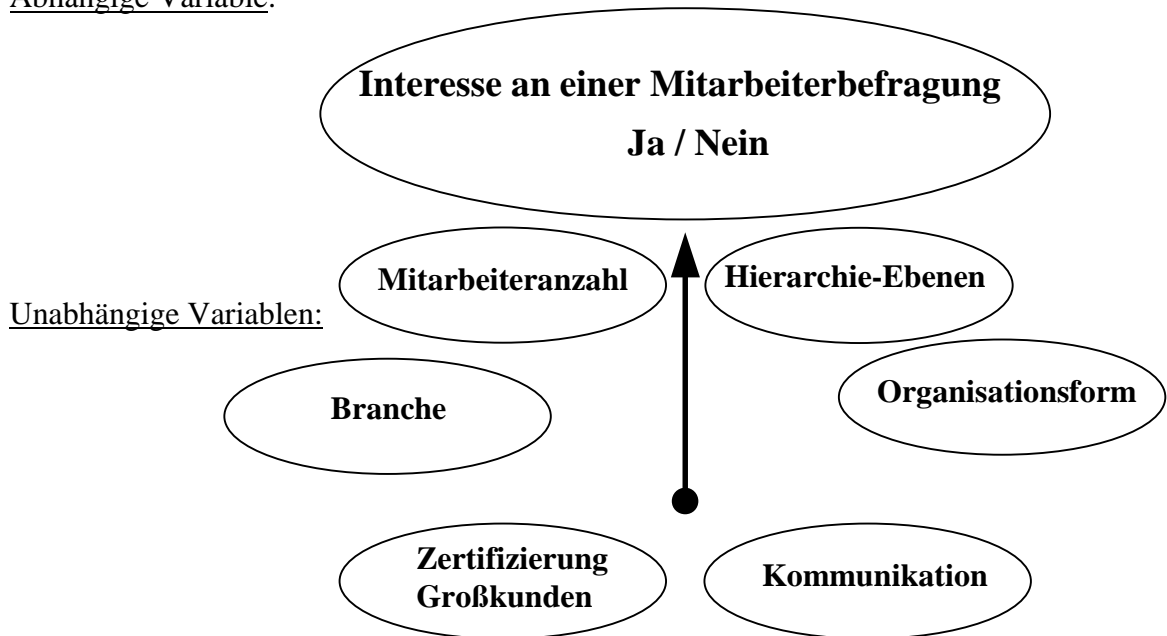 Abhängige Variable:
Interesse an einer Mitarbeiterbefragung
Ja / Nein
Mitarbeiteranzahl
Hierarchie-Ebenen
Unabhängige Variablen:
Branche
Organisationsform
Zertifizierung
Großkunden
Kommunikation